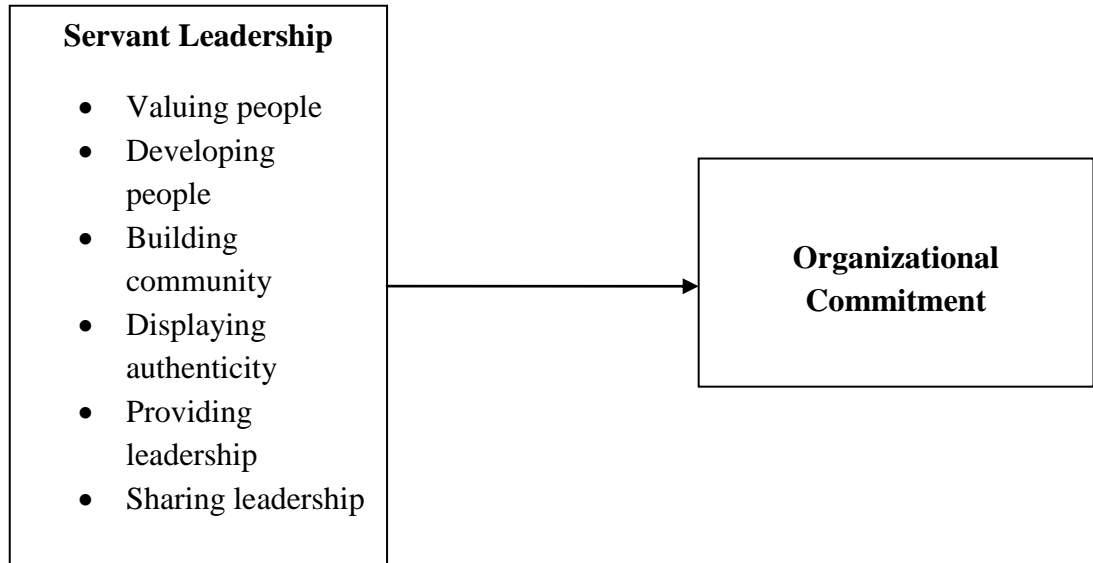 Servant Leadership
• Valuing people
• Developing
people
• Building
community
• Displaying
authenticity
• Providing
leadership
• Sharing leadership
Organizational
Commitment